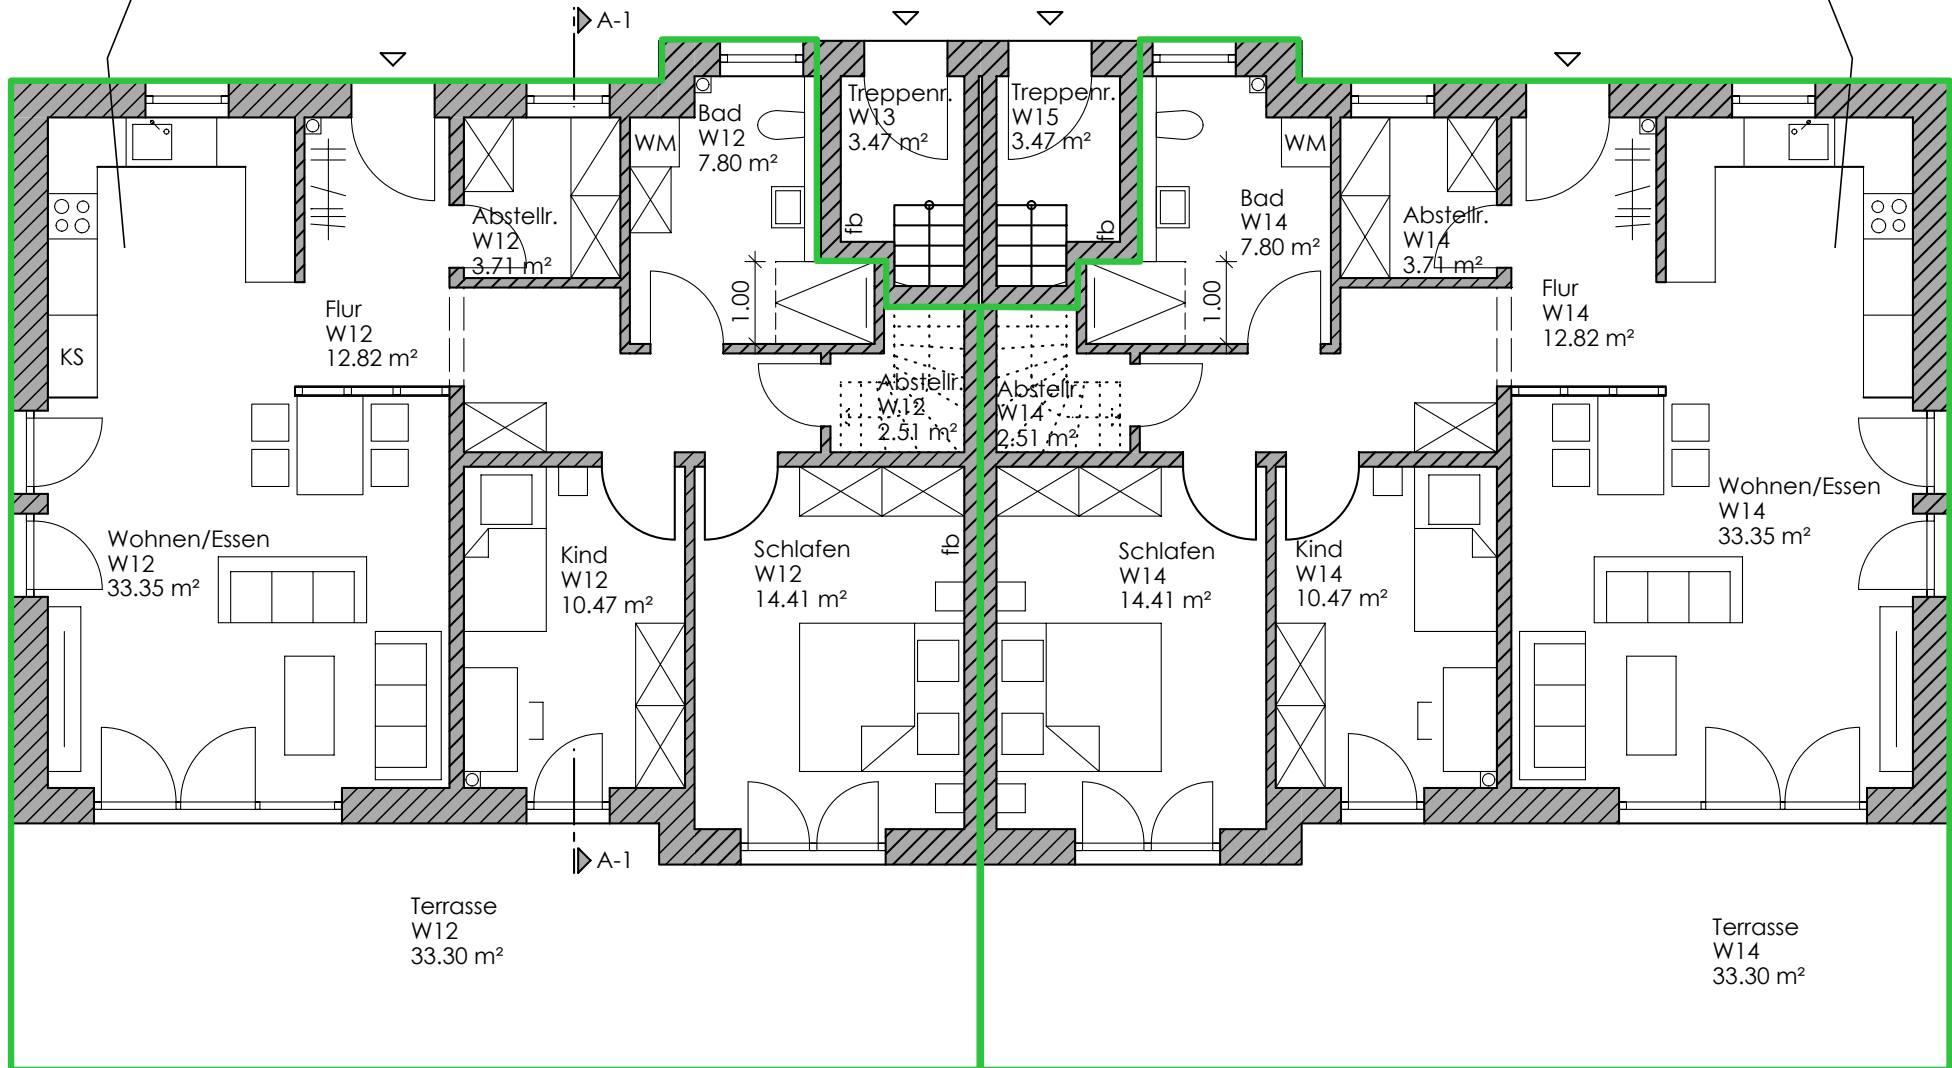 A-1
Bad
W12
7.80 m²
Treppenr.
W13
3.47 m²
Treppenr.
W15
3.47 m²
WM
WM
Abstellr.
W12
3.71 m²
fb
fb
Bad
W14
7.80 m²
Abstellr.
W14
3.71 m²
1.00
1.00
Flur
W12
12.82 m²
Flur
W14
12.82 m²
KS
Abstellr.
W12
2.51 m²
Abstellr.
W14
2.51 m²
Wohnen/Essen
W12
33.35 m²
Kind
W12
10.47 m²
Schlafen
W12
14.41 m²
fb
Schlafen
W14
14.41 m²
Kind
W14
10.47 m²
Wohnen/Essen
W14
33.35 m²
A-1
Terrasse
W12
33.30 m²
Terrasse
W14
33.30 m²